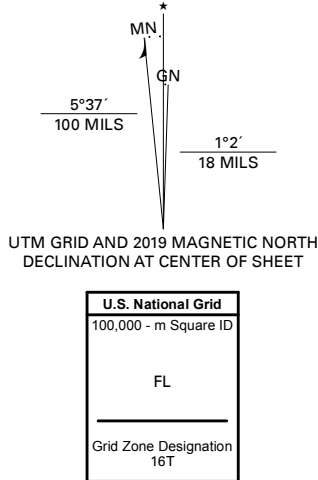 ★
MN
GN
5°37´
100 MILS
1°2´
18 MILS
UTM GRID AND 2019 MAGNETIC NORTH
DECLINATION AT CENTER OF SHEET
U.S. National Grid
100,000 - m Square ID
FL
Grid Zone Designation
16T